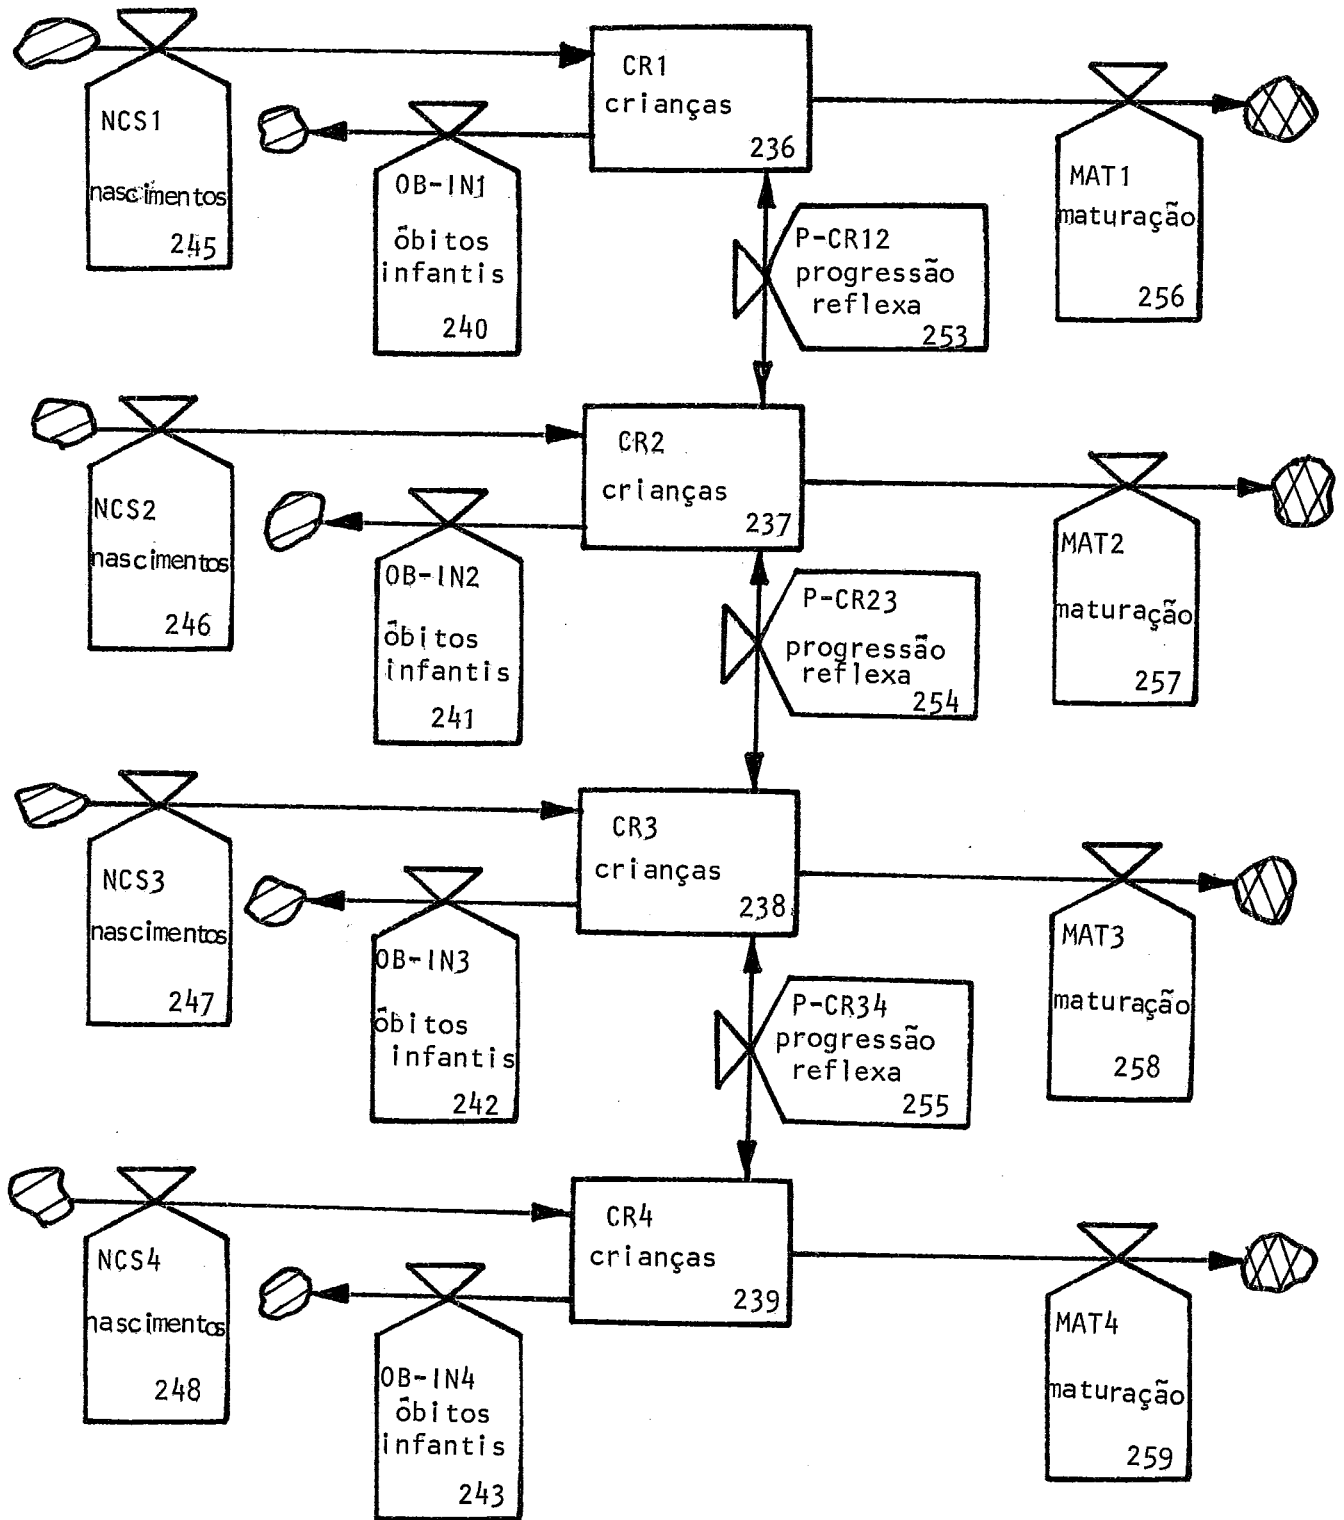 NCS1
nascimentos
245
OB-IN1
óbitos
infantis
240
CR1
crianças
236
P-CR12
progressão
reflexa
253
MAT1
maturação
256
NCS2
nascimentos
246
OB-IN2
óbitos
infantis
241
CR2
crianças
237
P-CR23
progressão
reflexa
254
MAT2
maturação
257
NCS3
nascimentos
247
OB-IN3
óbitos
infantis
242
CR3
crianças
238
P-CR34
progressão
reflexa
255
MAT3
maturação
258
NCS4
nascimentos
248
OB-IN4
óbitos
infantis
243
CR4
crianças
239
MAT4
maturação
259